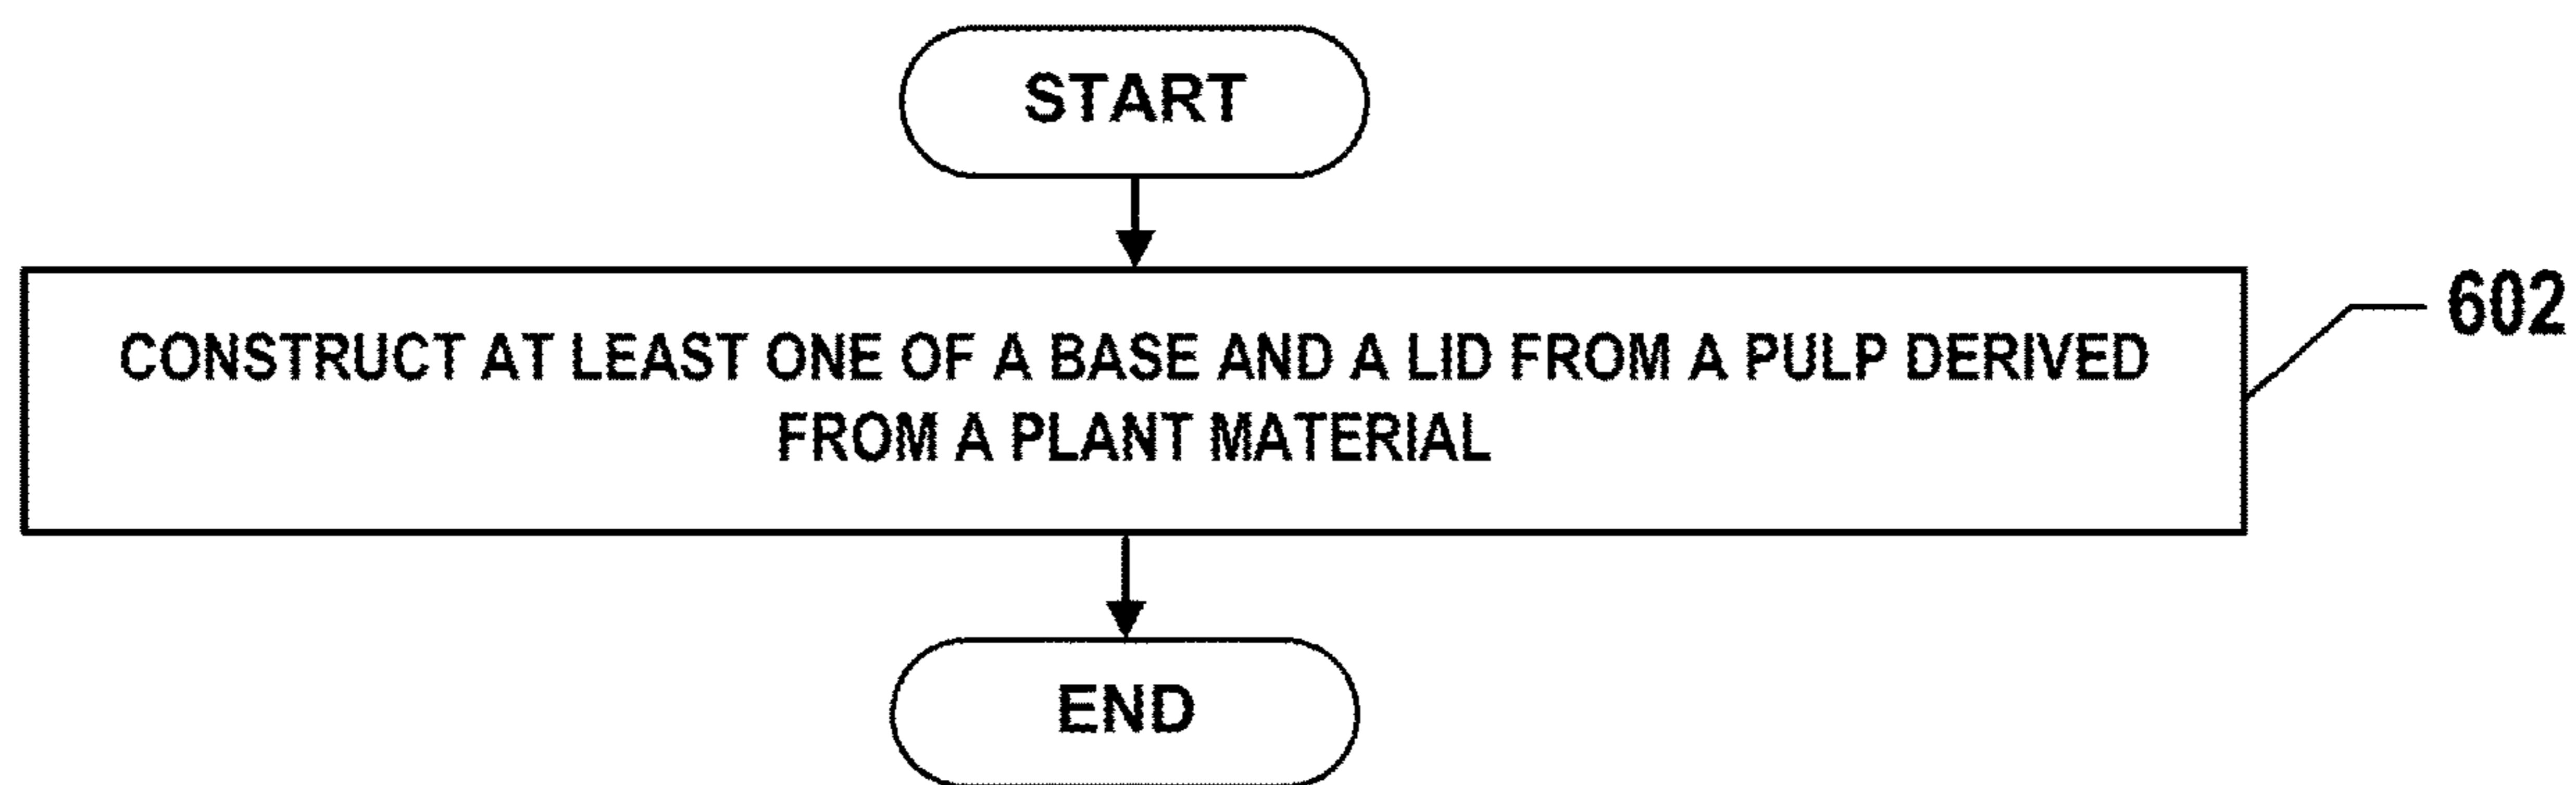 START
CONSTRUCT AT LEAST ONE OF A BASE AND A LID FROM A PULP DERIVED
FROM A PLANT MATERIAL
602
END